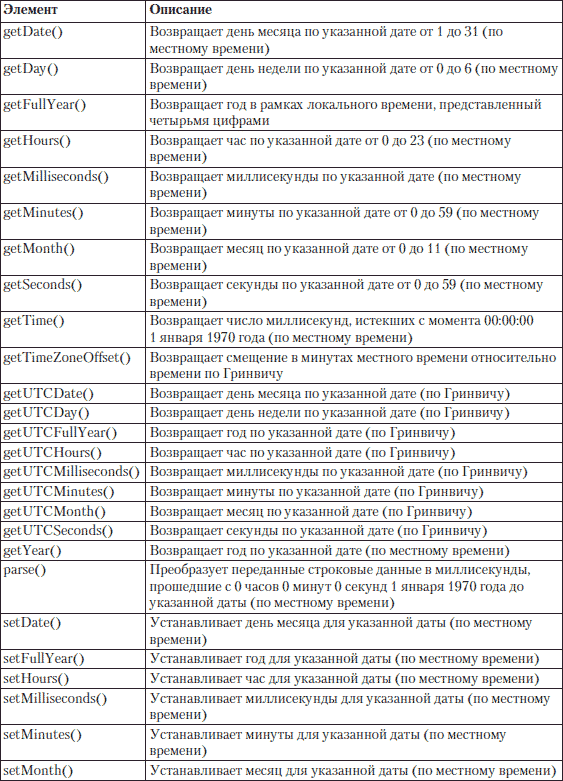 Элемент Описание
getDate() Возвращает день месяца по указанной дате от 1 до 31 (по
местному времени)
getDay() Возвращает день недели по указанной дате от 0 до 6 (по местному
времени)
getFullYear() Возвращает год в рамках локального времени, представленный
четырьмя цифрами
getHours() Возвращает час по указанной дате от 0 до 23 (по местному
времени)
getMilliseconds() Возвращает миллисекунды по указанной дате (по местному
времени)
getMinutes() Возвращает минуты по указанной дате от 0 до 59 (по местному
времени)
getMonth() Возвращает месяц по указанной дате от 0 до 11 (по местному
времени)
getSeconds() Возвращает секунды по указанной дате от 0 до 59 (по местному
времени)
getTime() Возвращает число миллисекунд, истекших с момента 00:00:00
1 января 1970 года (по местному времени)
getTimeZoneOffset() Возвращает смещение в минутах местного времени относительно
времени по Гринвичу
getUTCDate() Возвращает день месяца по указанной дате (по Гринвичу)
getUTCDay() Возвращает день недели по указанной дате (по Гринвичу)
getUTCFullYear() Возвращает год по указанной дате (по Гринвичу)
getUTCHours() Возвращает час по указанной дате (по Гринвичу)
getUTCMilliseconds() Возвращает миллисекунды по указанной дате (по Гринвичу)
getUTCMinutes() Возвращает минуты по указанной дате (по Гринвичу)
getUTCMonth() Возвращает месяц по указанной дате (по Гринвичу)
getUTCSeconds() Возвращает секунды по указанной дате (по Гринвичу)
getYear() Возвращает год по указанной дате (по местному времени)
parse() Преобразует переданные строковые данные в миллисекунды,
прошедшие с 0 часов 0 минут 0 секунд 1 января 1970 года до
указанной даты (по местному времени)
setDate() Устанавливает день месяца для указанной даты (по местному
времени)
setFullYear() Устанавливает год для указанной даты (по местному времени)
setHours() Устанавливает час для указанной даты (по местному времени)
setMilliseconds() Устанавливает миллисекунды для указанной даты (по местному
времени)
setMinutes() Устанавливает минуты для указанной даты (по местному
времени)
setMonth() Устанавливает месяц для указанной даты (по местному времени)